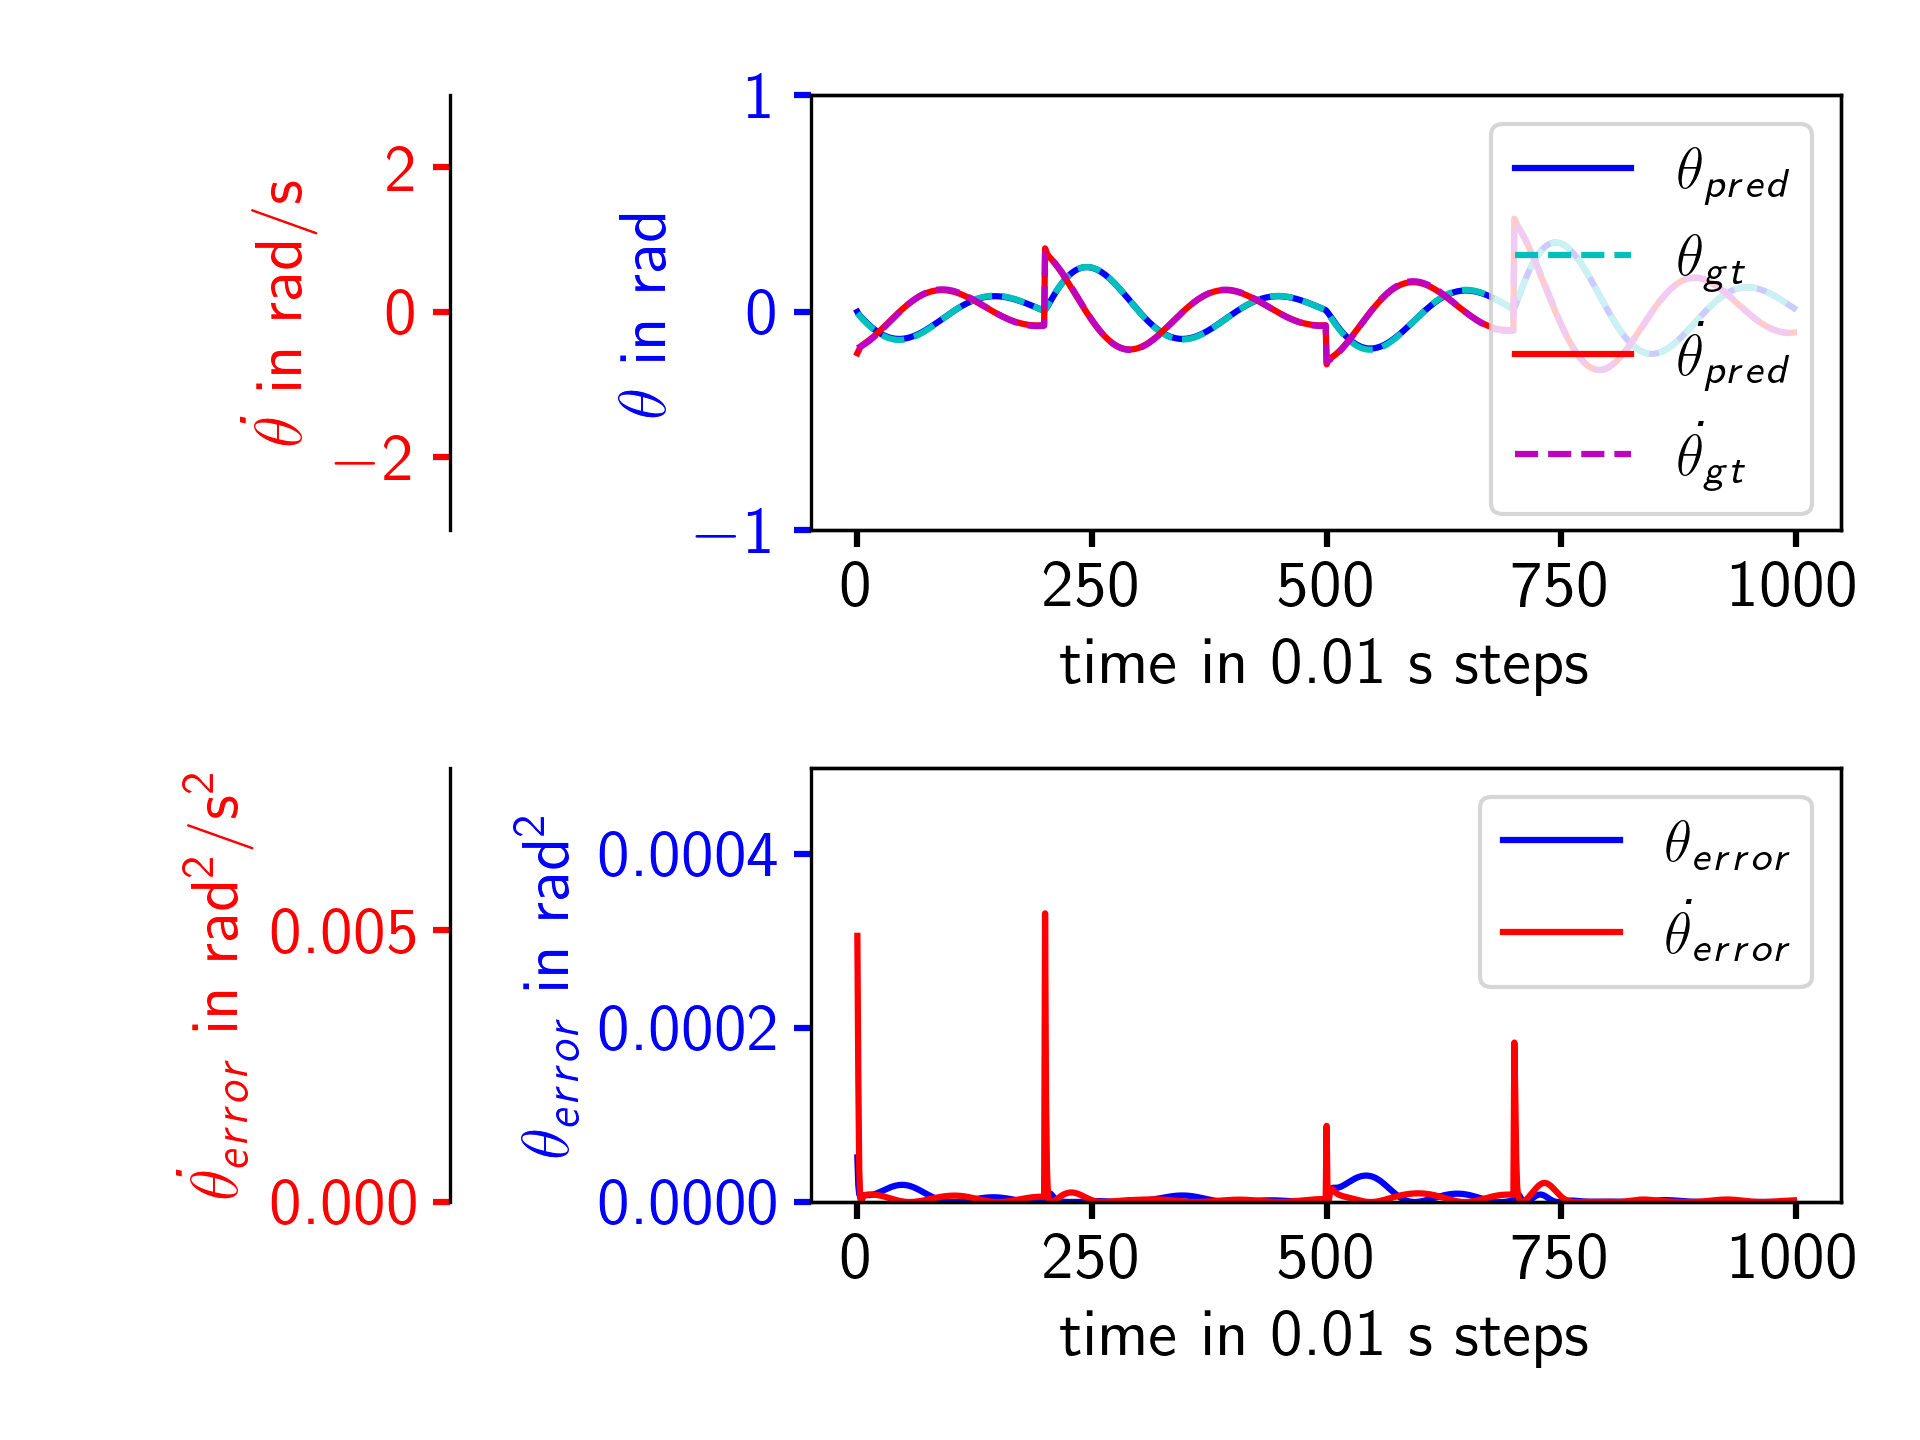 θ̇ in rad/s
2
0
−2
θ in rad
1
0
−1
θ_pred
θ_gt
θ̇_pred
θ̇_gt
0 250 500 750 1000
time in 0.01 s steps
θ̇_error in rad²/s²
0.005
0.000
θ_error in rad²
0.0004
0.0002
0.0000
θ_error
θ̇_error
0 250 500 750 1000
time in 0.01 s steps